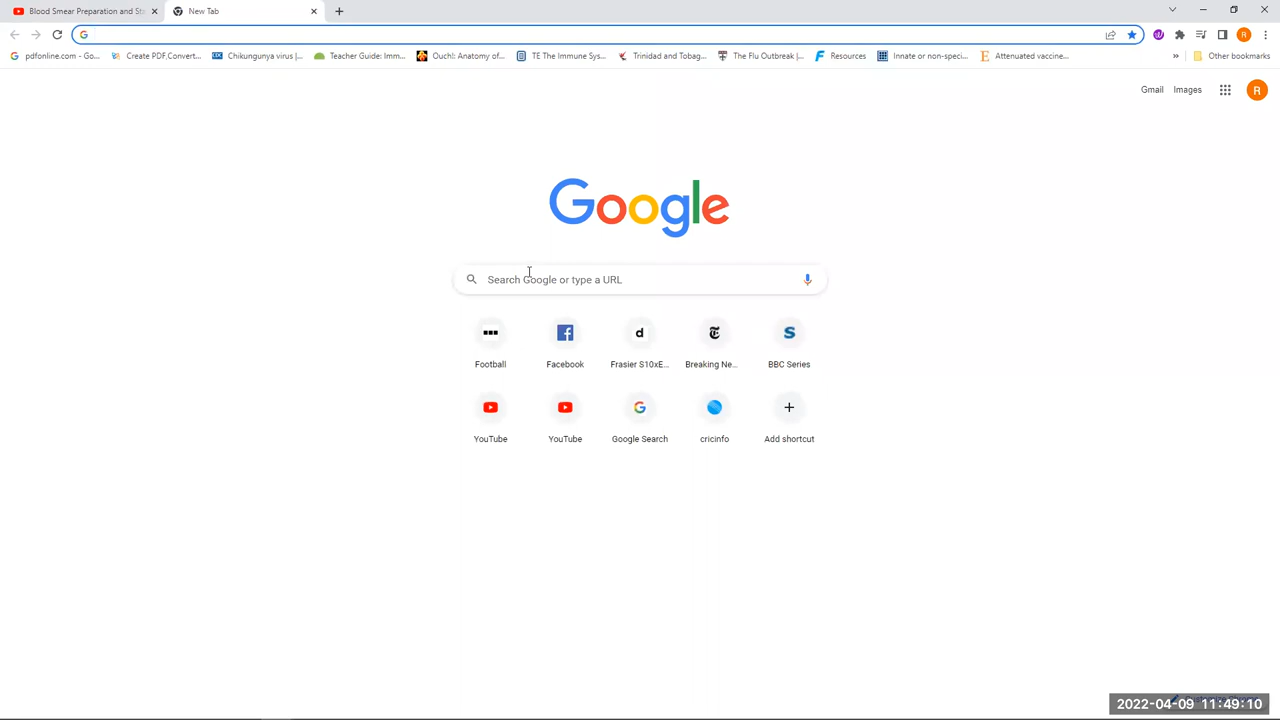 Blood Smear Preparation and Sta
New Tab
pdfonline.com - Go...
Create PDF,Convert...
Chikungunya virus |...
Teacher Guide: Imm...
Ouch!: Anatomy of...
TE The Immune Sys...
Trinidad and Tobag...
The Flu Outbreak |...
Resources
Innate or non-speci...
Attenuated vaccine...
»
Other bookmarks
Gmail
Images
R
Google
Search Google or type a URL
Football
Facebook
Frasier S10xE...
Breaking Ne...
BBC Series
YouTube
YouTube
Google Search
cricinfo
Add shortcut
2022-04-09 11:49:10